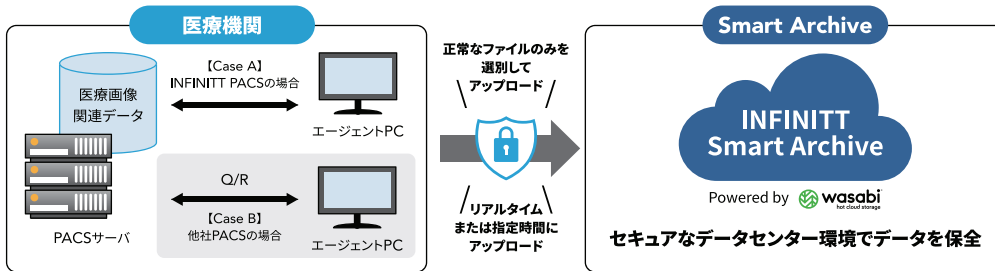 医療機関
医療画像
関連データ
PACSサーバ
【Case A】
INFINITT PACSの場合
エージェントPC
Q/R
【Case B】
他社PACSの場合
エージェントPC
正常なファイルのみを
選別して
アップロード
リアルタイム
または指定時間に
アップロード
Smart Archive
INFINITT
Smart Archive
Powered by wasabi
hot cloud storage
セキュアなデータセンター環境でデータを保全